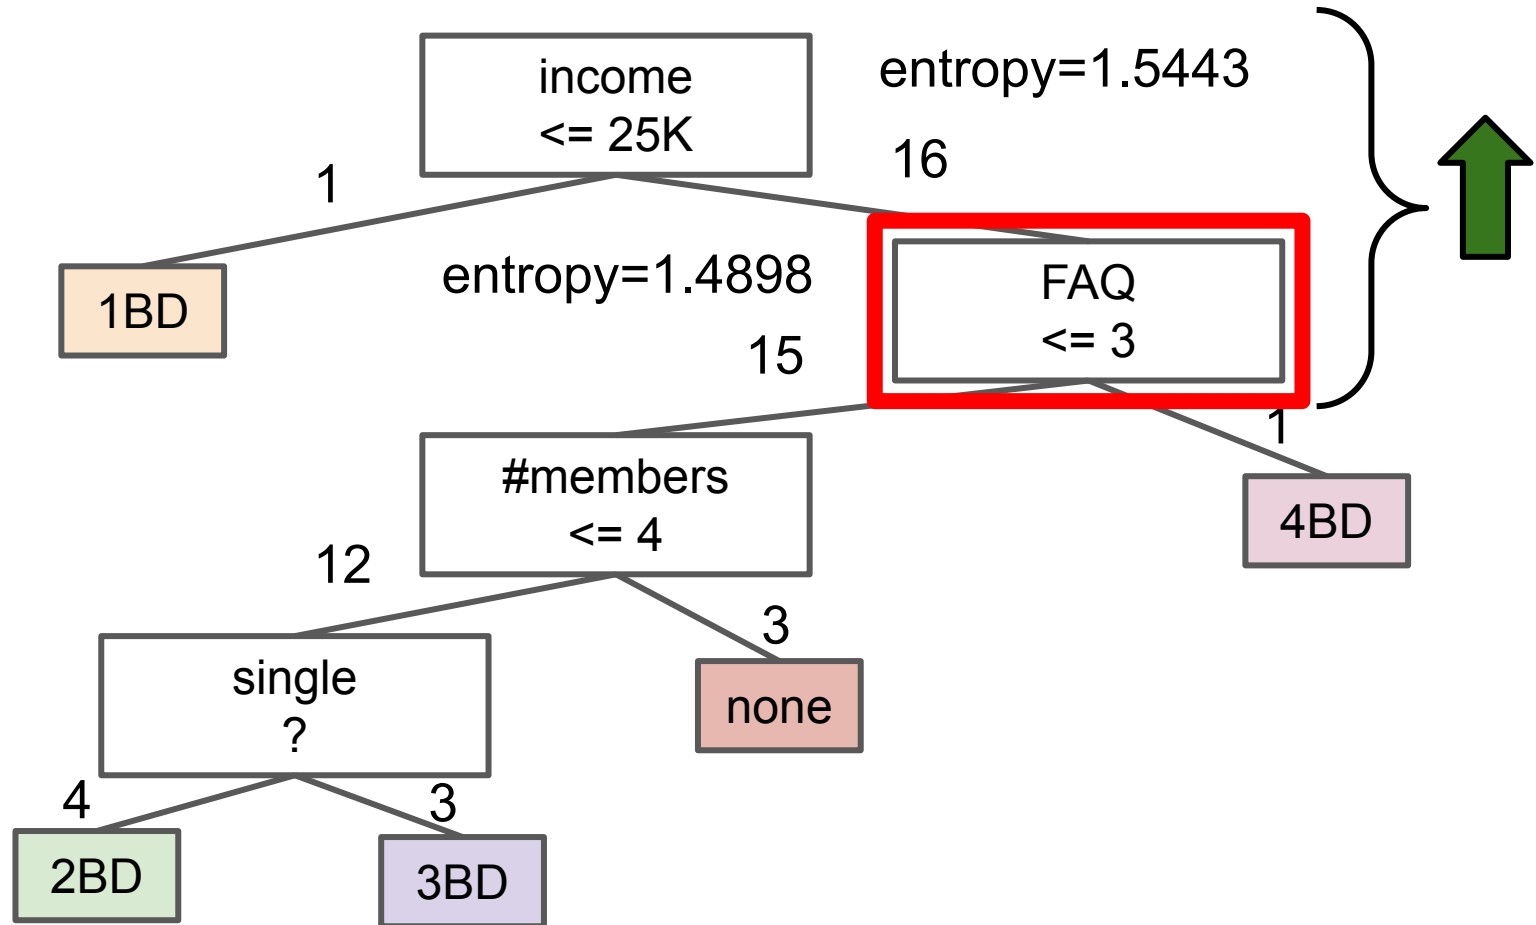 income
<= 25K
entropy=1.5443
16
1
1BD
entropy=1.4898
FAQ
<= 3
15
1
#members
<= 4
4BD
12
3
single
?
none
4
3
2BD
3BD